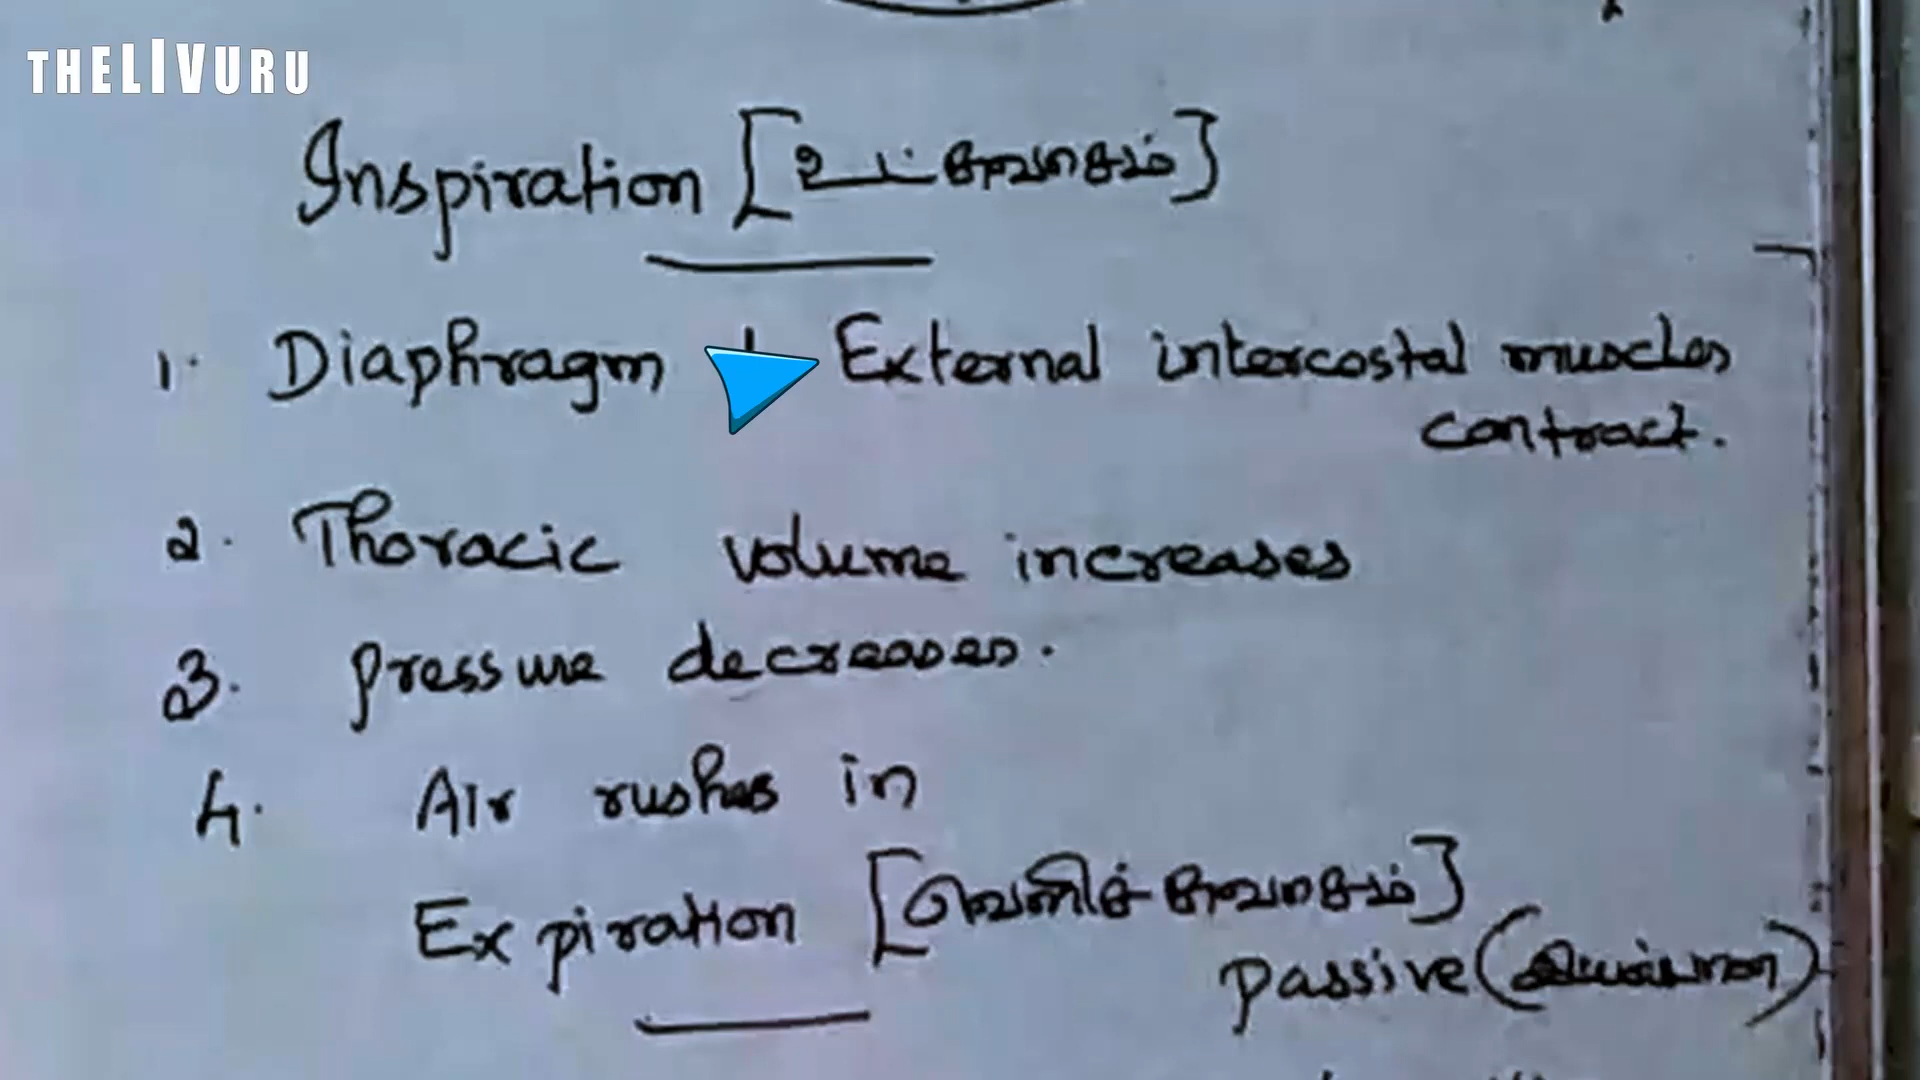 THELIVURU
Inspiration [உட்சுவாசம்]
1. Diaphragm + External intercostal muscles
contract.
2. Thoracic volume increases
3. pressure decreases.
4. Air rushes in
Expiration [வெளிச்சுவாசம்]
passive